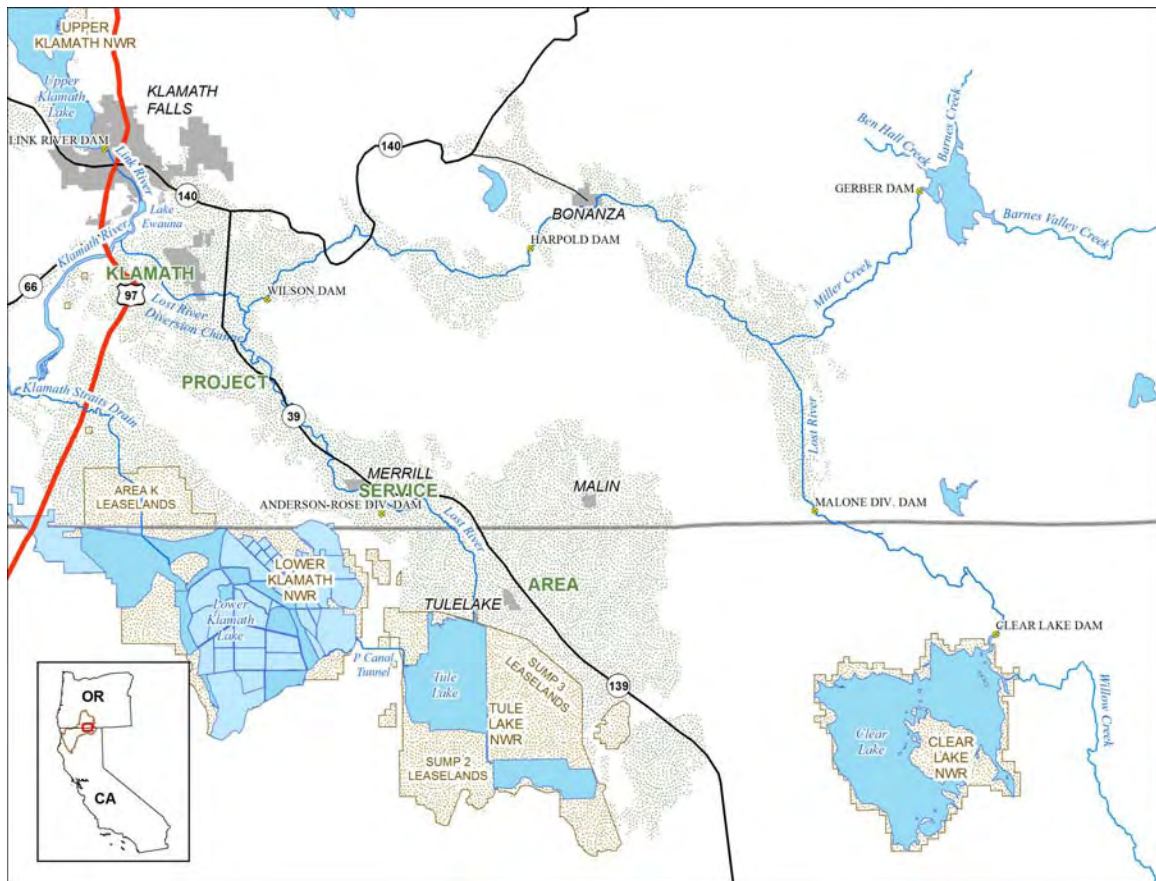 UPPER
KLAMATH NWR
Upper
Klamath
Lake
KLAMATH
FALLS
LINK RIVER DAM
Link River
140
Lake
Ewauna
Klamath River
66
KLAMATH
97
Lost River
Diversion Channel
WILSON DAM
140
BONANZA
HARPOLD DAM
Ben Hall Creek
Barnes Creek
GERBER DAM
Barnes Valley Creek
Miller Creek
PROJECT
Klamath Straits Drain
39
Lost River
AREA K
LEASELANDS
MERRILL
SERVICE
ANDERSON-ROSE DIV. DAM
MALIN
MALONE DIV. DAM
Lost River
LOWER
KLAMATH
NWR
Lower
Klamath
Lake
AREA
TULELAKE
CLEAR LAKE DAM
P Canal
Tunnel
Tule
Lake
SUMP 3
LEASELANDS
TULE
LAKE
NWR
139
SUMP 2
LEASELANDS
Willow Creek
Clear
Lake
CLEAR
LAKE NWR
OR
CA